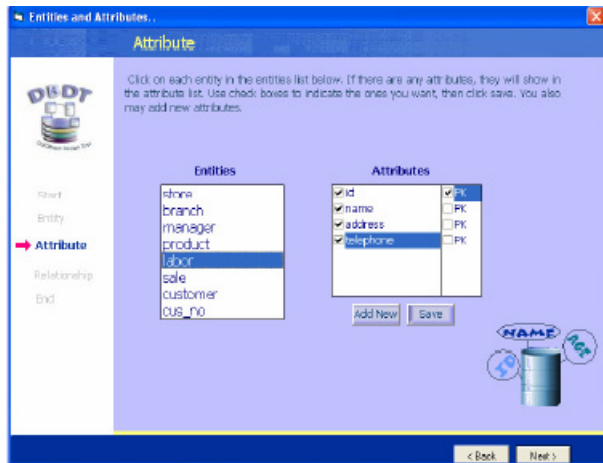 Entities and Attributes..
Attribute
Click on each entity in the entities list below. If there are any attributes, they will show in
the attribute list. Use check boxes to indicate the ones you want, then click save. You also
may add new attributes.
DBDT
Entities
Attributes
store
branch
manager
product
labor
sale
customer
cus_no
id
PK
name
PK
address
PK
telephone
PK
Start
Entity
Attribute
Relationship
End
Add New
Save
NAME
ID
AGE
< Back
Next >